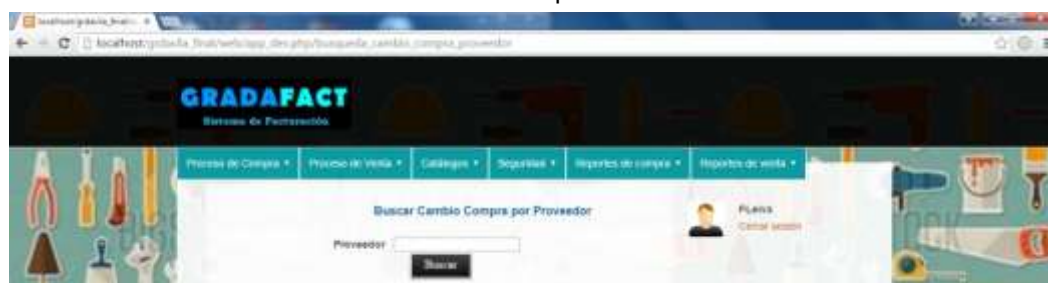 GRADAFACT
Sistema de Facturación
Proceso de Compra
Proceso de Venta
Catálogos
Seguridad
Reportes de compra
Reportes de venta
Buscar Cambio Compra por Proveedor
Cerrar sesión
Proveedor
Buscar